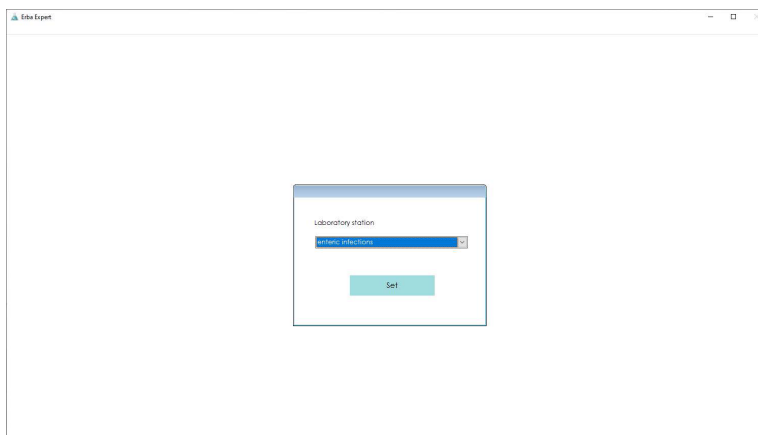 Erba Expert
Laboratory station
enteric infections
Set